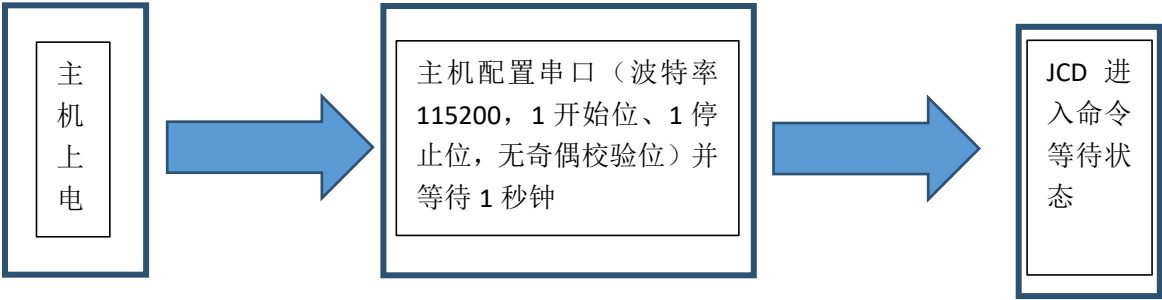 主
机
上
电
主机配置串口（波特率
115200，1 开始位、1 停
止位，无奇偶校验位）并
等待 1 秒钟
JCD 进
入命令
等待状
态